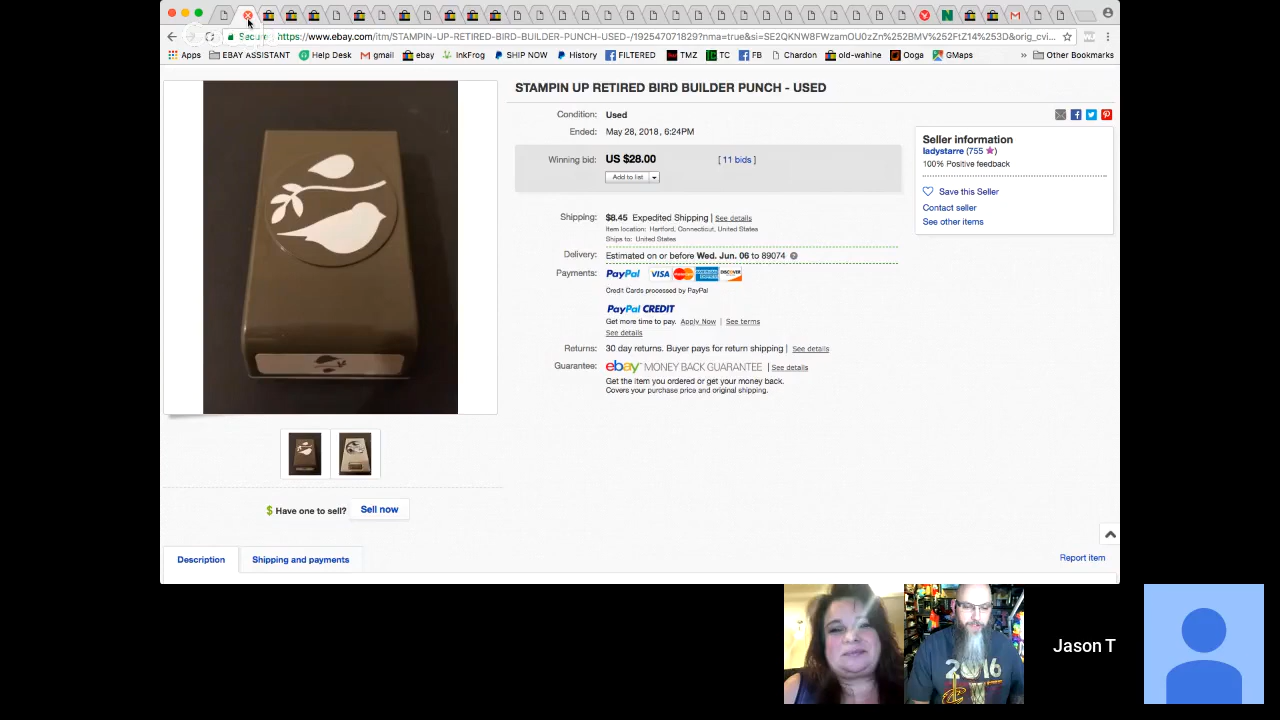 Secure https://www.ebay.com/itm/STAMPIN-UP-RETIRED-BIRD-BUILDER-PUNCH-USED-/192547071829?nma=true&si=SE2QKNW8FWzamOU0zZn%252BMV%252FtZ14%253D&orig_cvi...
Apps EBAY ASSISTANT Help Desk gmail ebay InkFrog SHIP NOW History FILTERED TMZ TC FB Chardon old-wahine Ooga GMaps » Other Bookmarks
STAMPIN UP RETIRED BIRD BUILDER PUNCH - USED
Condition: Used
Ended: May 28, 2018, 6:24PM
Winning bid: US $28.00 [ 11 bids ]
Add to list
Shipping: $8.45 Expedited Shipping | See details
Item location: Hartford, Connecticut, United States
Ships to: United States
Delivery: Estimated on or before Wed. Jun. 06 to 89074
Payments: PayPal VISA MasterCard AMERICAN EXPRESS DISCOVER
Credit Cards processed by PayPal
PayPal CREDIT
Get more time to pay. Apply Now | See terms
See details
Returns: 30 day returns. Buyer pays for return shipping | See details
Guarantee: ebay MONEY BACK GUARANTEE | See details
Get the item you ordered or get your money back.
Covers your purchase price and original shipping.
Seller information
ladystarre (755 ★)
100% Positive feedback
Save this Seller
Contact seller
See other items
$ Have one to sell? Sell now
Description Shipping and payments
Report item
Jason T
2016